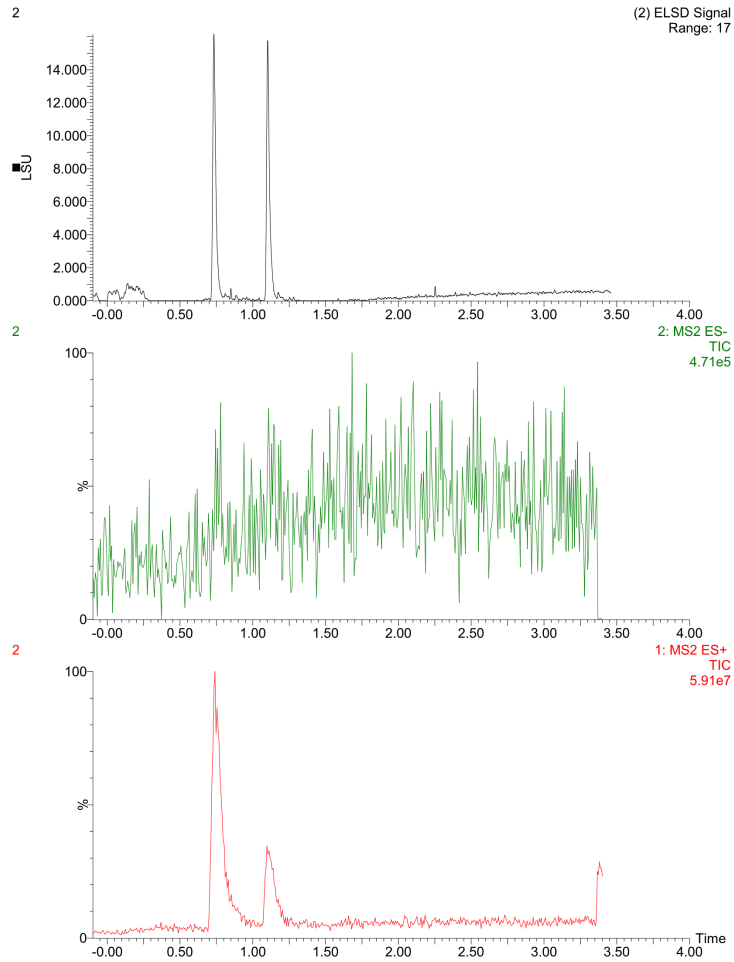 2
(2) ELSD Signal
Range: 17
14.000
12.000
10.000
8.000
LSU
6.000
4.000
2.000
0.000
-0.00 0.50 1.00 1.50 2.00 2.50 3.00 3.50 4.00
2
2: MS2 ES-
TIC
4.71e5
100
%
0
-0.00 0.50 1.00 1.50 2.00 2.50 3.00 3.50 4.00
2
1: MS2 ES+
TIC
5.91e7
100
%
0
Time
-0.00 0.50 1.00 1.50 2.00 2.50 3.00 3.50 4.00